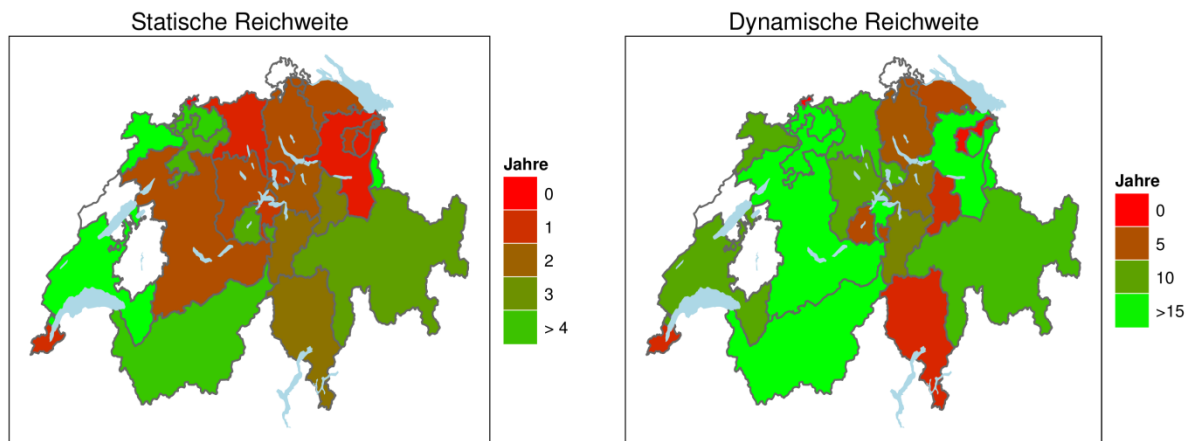 Statische Reichweite
Jahre
0
1
2
3
> 4
Dynamische Reichweite
Jahre
0
5
10
>15